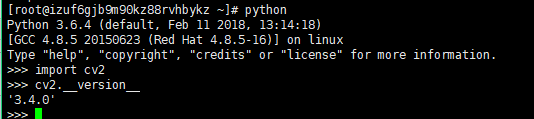 [root@izuf6gjb9m90kz88rvhbykz ~]# python
Python 3.6.4 (default, Feb 11 2018, 13:14:18)
[GCC 4.8.5 20150623 (Red Hat 4.8.5-16)] on linux
Type "help", "copyright", "credits" or "license" for more information.
>>> import cv2
>>> cv2.__version__
'3.4.0'
>>>